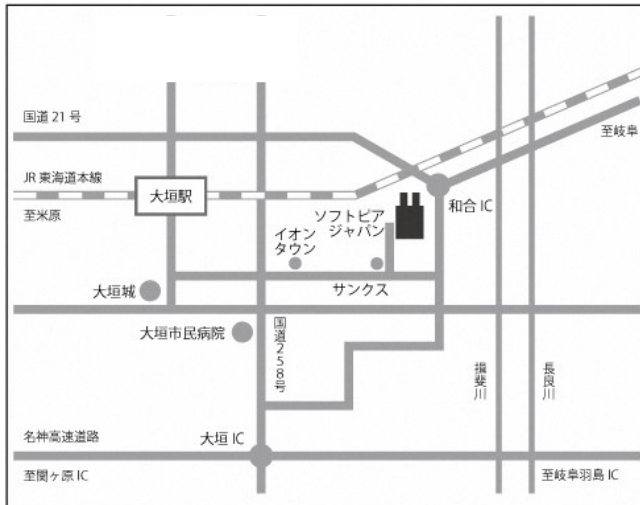 国道21号
至岐阜
JR東海道本線
大垣駅
至米原
和合IC
ソフトピア
ジャパン
イオン
タウン
サンクス
大垣城
大垣市民病院
国道258号
揖斐川
長良川
名神高速道路
大垣IC
至関ヶ原IC
至岐阜羽島IC